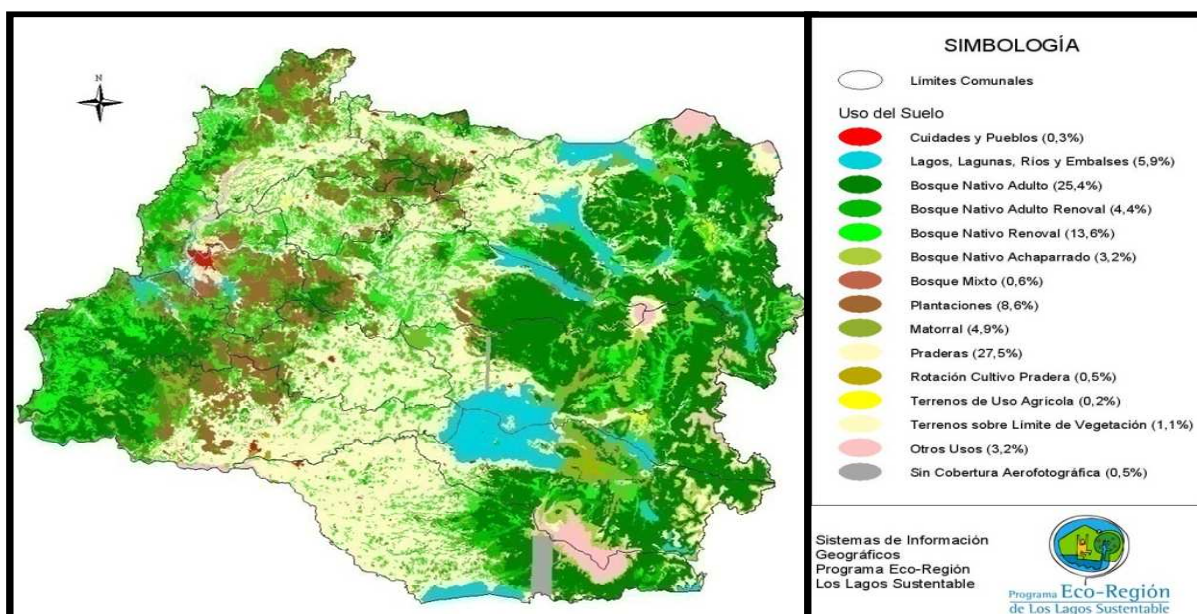 N
SIMBOLOGÍA
Límites Comunales
Uso del Suelo
Cuidades y Pueblos (0,3%)
Lagos, Lagunas, Ríos y Embalses (5,9%)
Bosque Nativo Adulto (25,4%)
Bosque Nativo Adulto Renoval (4,4%)
Bosque Nativo Renoval (13,6%)
Bosque Nativo Achaparrado (3,2%)
Bosque Mixto (0,6%)
Plantaciones (8,6%)
Matorral (4,9%)
Praderas (27,5%)
Rotación Cultivo Pradera (0,5%)
Terrenos de Uso Agrícola (0,2%)
Terrenos sobre Límite de Vegetación (1,1%)
Otros Usos (3,2%)
Sin Cobertura Aerofotográfica (0,5%)
Sistemas de Información
Geográficos
Programa Eco-Región
Los Lagos Sustentable
Programa Eco-Región
de Los Lagos Sustentable